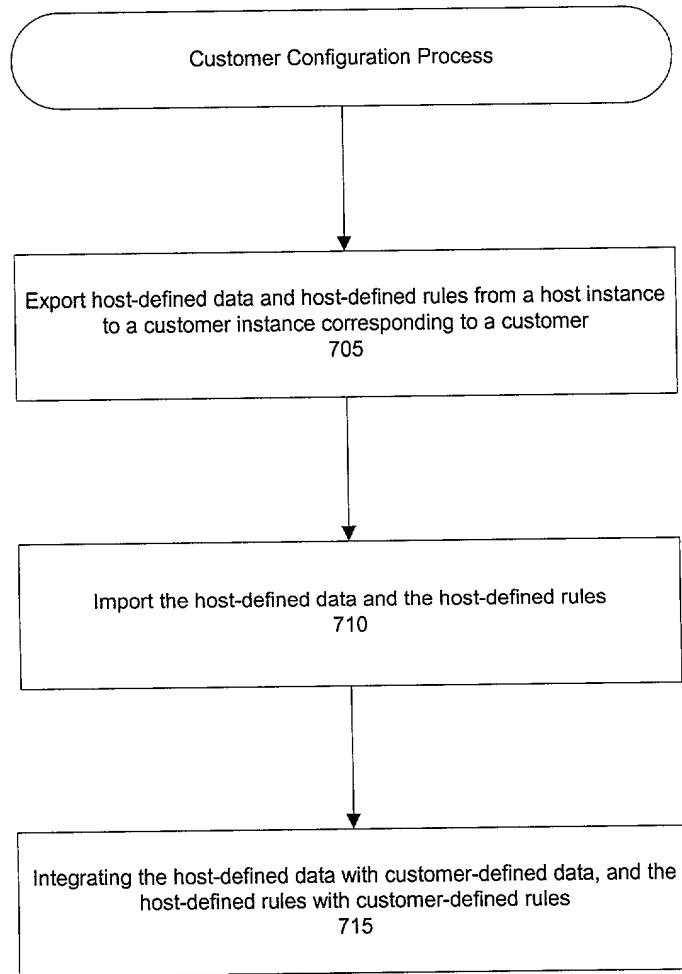 Customer Configuration Process
Export host-defined data and host-defined rules from a host instance
to a customer instance corresponding to a customer
705
Import the host-defined data and the host-defined rules
710
Integrating the host-defined data with customer-defined data, and the
host-defined rules with customer-defined rules
715